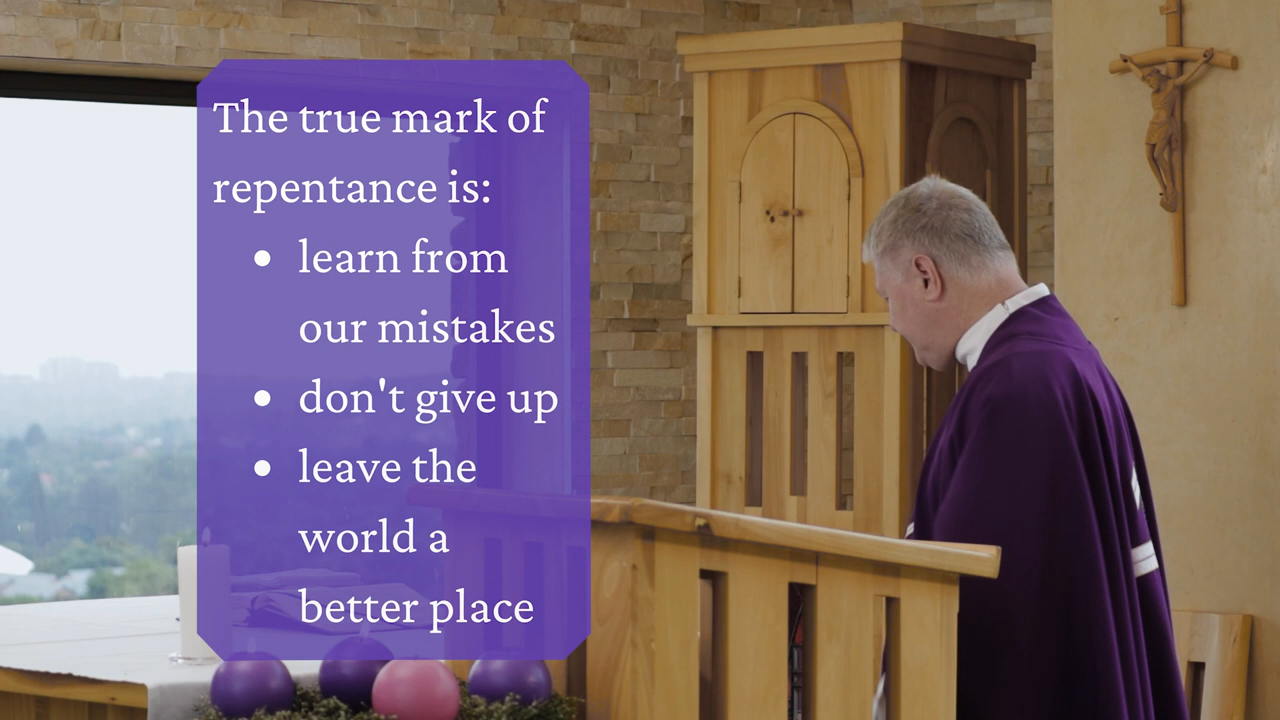 The true mark of
repentance is:
• learn from
our mistakes
• don't give up
• leave the
world a
better place